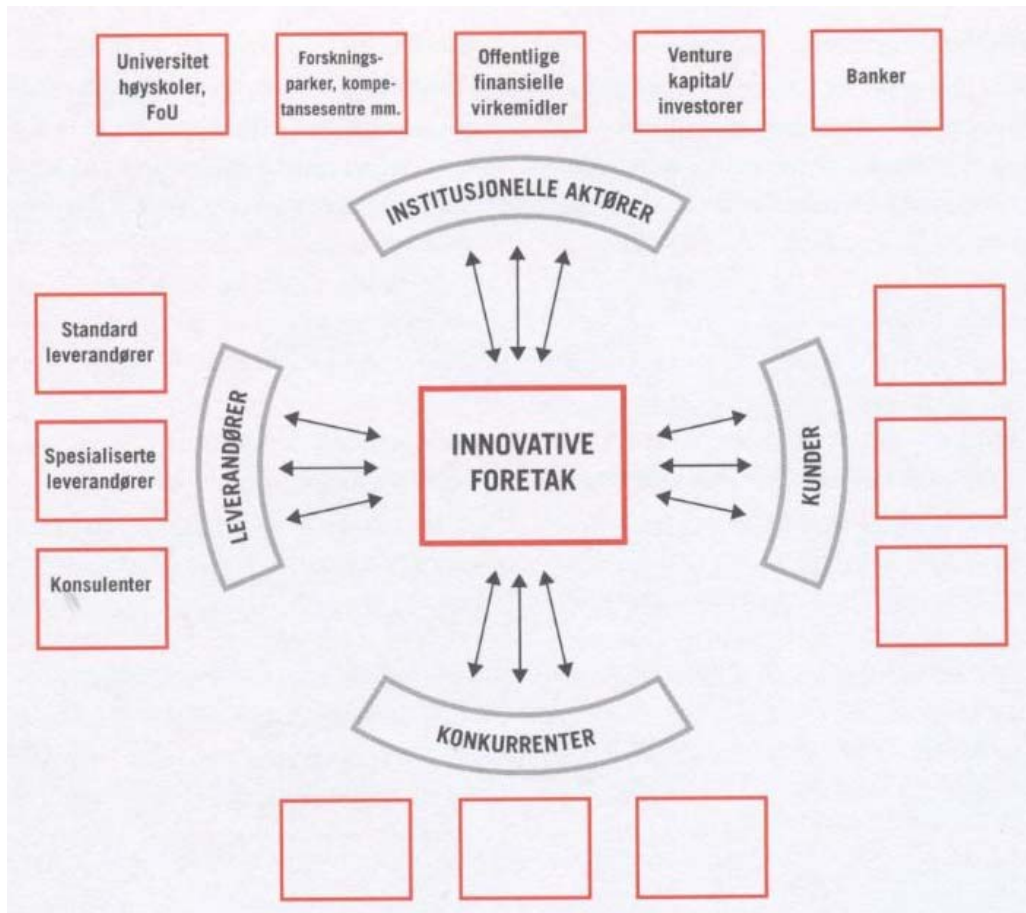 Universitet
høyskoler,
FoU
Forsknings-
parker, kompe-
tansesentre mm.
Offentlige
finansielle
virkemidler
Venture
kapital/
investorer
Banker
INSTITUSJONELLE AKTØRER
Standard
leverandører
Spesialiserte
leverandører
Konsulenter
LEVERANDØRER
INNOVATIVE
FORETAK
KUNDER
KONKURRENTER